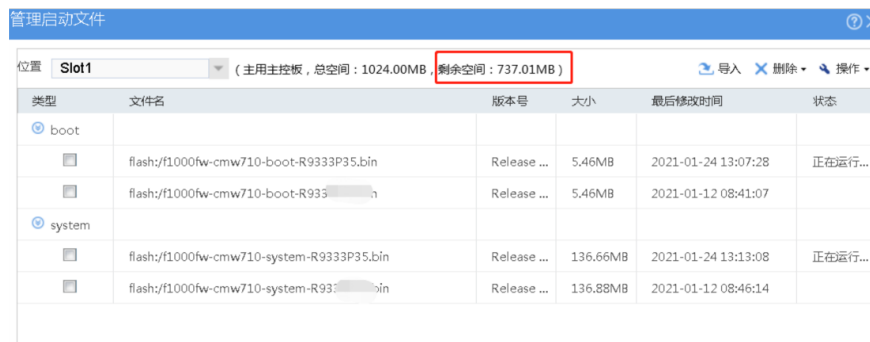 管理启动文件
位置 Slot1 (主用主控板，总空间：1024.00MB，剩余空间：737.01MB) 导入 删除 操作
类型 文件名 版本号 大小 最后修改时间 状态
boot
flash:/f1000fw-cmw710-boot-R9333P35.bin Release ... 5.46MB 2021-01-24 13:07:28 正在运行...
flash:/f1000fw-cmw710-boot-R933 Release ... 5.46MB 2021-01-12 08:41:07
system
flash:/f1000fw-cmw710-system-R9333P35.bin Release ... 136.66MB 2021-01-24 13:13:08 正在运行...
flash:/f1000fw-cmw710-system-R933 Release ... 136.88MB 2021-01-12 08:46:14